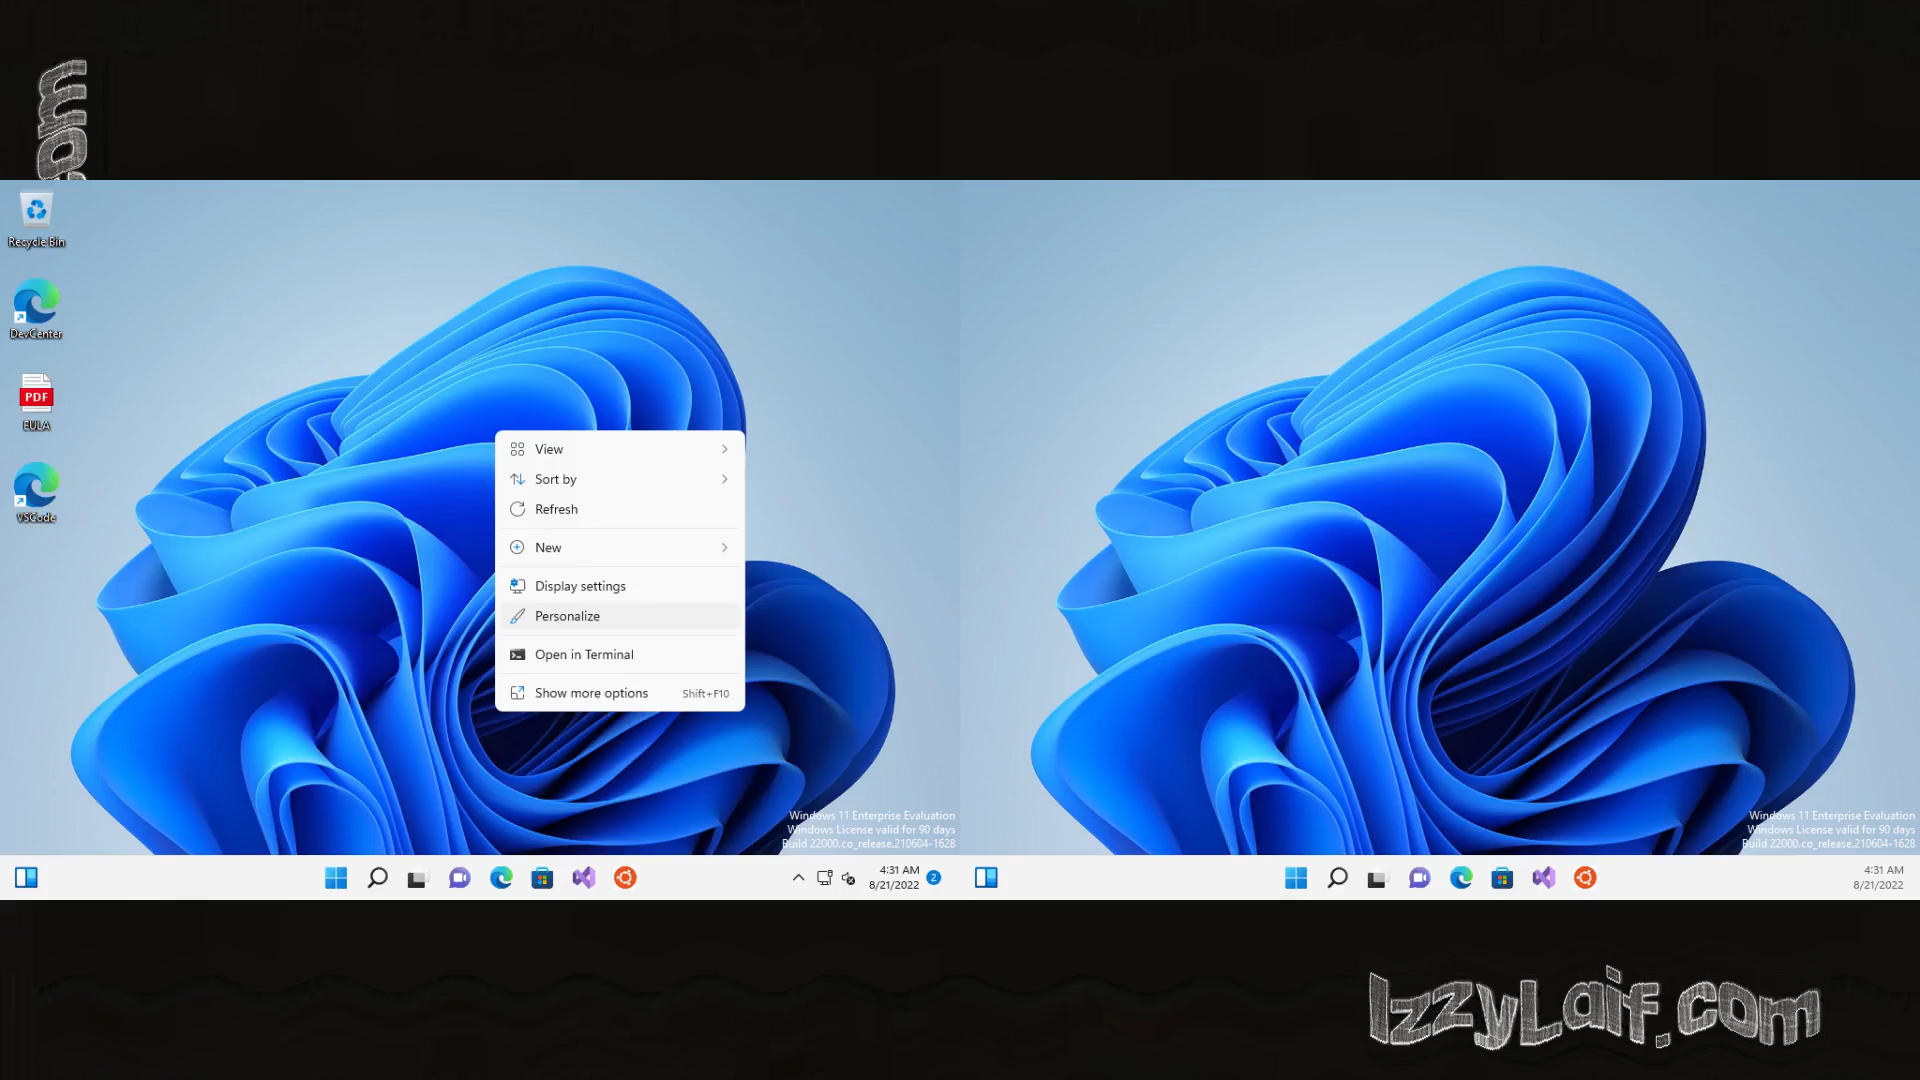 Recycle Bin
DevCenter
PDF
EULA
VSCode
View
Sort by
Refresh
New
Display settings
Personalize
Open in Terminal
Show more options Shift+F10
Windows 11 Enterprise Evaluation
Windows License valid for 90 days
Build 22000.co_release.210604-1628
4:31 AM
8/21/2022
2
Windows 11 Enterprise Evaluation
Windows License valid for 90 days
Build 22000.co_release.210604-1628
4:31 AM
8/21/2022
IzzyLaif.com